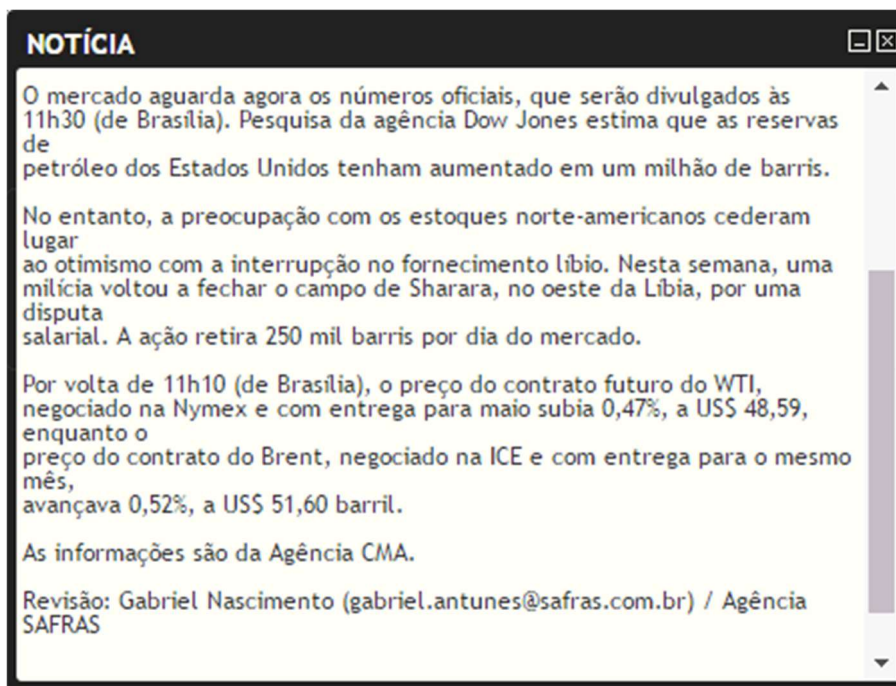 NOTÍCIA
O mercado aguarda agora os números oficiais, que serão divulgados às
11h30 (de Brasília). Pesquisa da agência Dow Jones estima que as reservas
de
petróleo dos Estados Unidos tenham aumentado em um milhão de barris.
No entanto, a preocupação com os estoques norte-americanos cederam
lugar
ao otimismo com a interrupção no fornecimento líbio. Nesta semana, uma
milícia voltou a fechar o campo de Sharara, no oeste da Líbia, por uma
disputa
salarial. A ação retira 250 mil barris por dia do mercado.
Por volta de 11h10 (de Brasília), o preço do contrato futuro do WTI,
negociado na Nymex e com entrega para maio subia 0,47%, a US$ 48,59,
enquanto o
preço do contrato do Brent, negociado na ICE e com entrega para o mesmo
mês,
avançava 0,52%, a US$ 51,60 barril.
As informações são da Agência CMA.
Revisão: Gabriel Nascimento (gabriel.antunes@safras.com.br) / Agência
SAFRAS